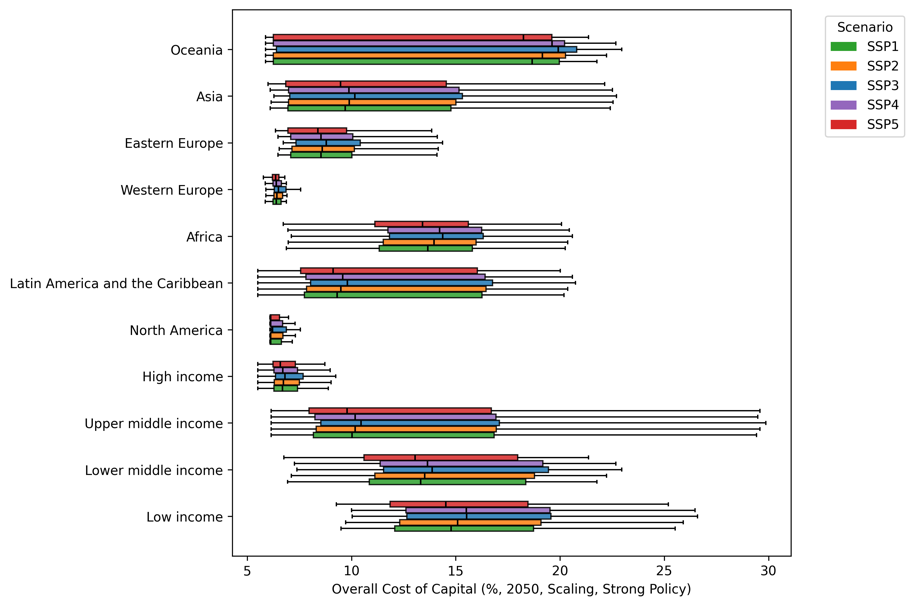 Scenario
SSP1
SSP2
SSP3
SSP4
SSP5
Oceania
Asia
Eastern Europe
Western Europe
Africa
Latin America and the Caribbean
North America
High income
Upper middle income
Lower middle income
Low income
5 10 15 20 25 30
Overall Cost of Capital (%, 2050, Scaling, Strong Policy)